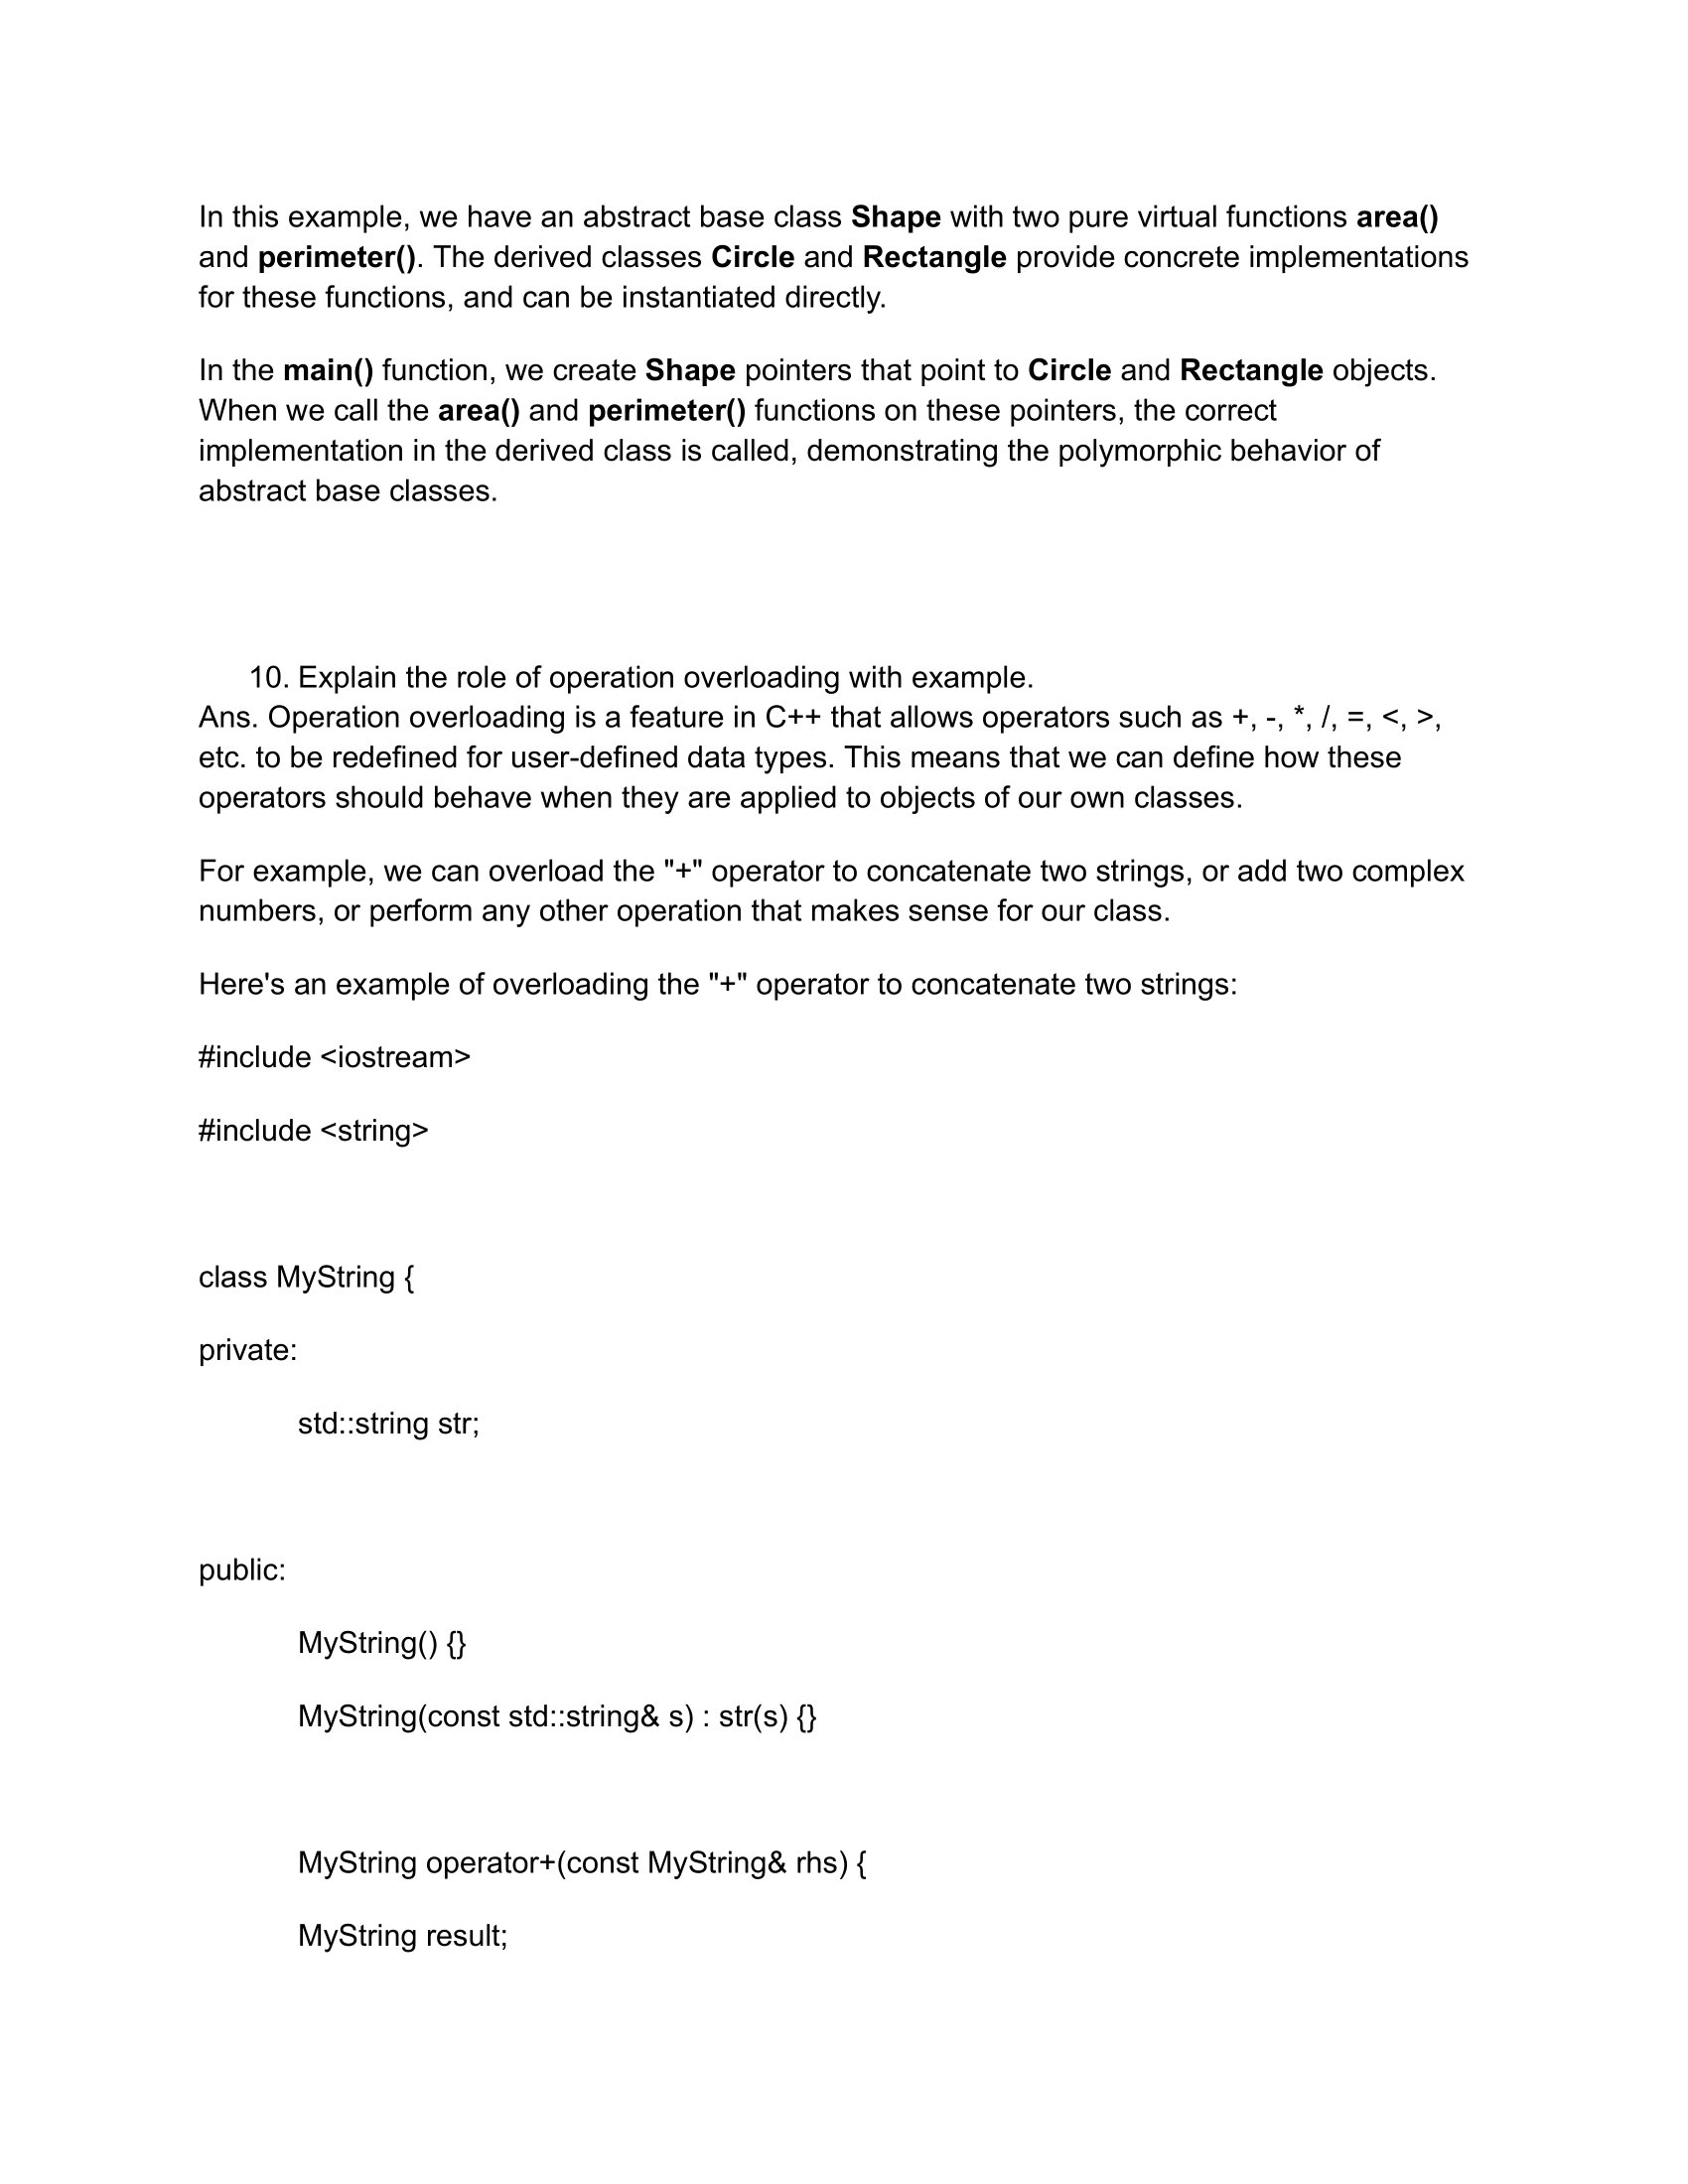 In this example, we have an abstract base class Shape with two pure virtual functions area()
and perimeter(). The derived classes Circle and Rectangle provide concrete implementations
for these functions, and can be instantiated directly.
In the main() function, we create Shape pointers that point to Circle and Rectangle objects.
When we call the area() and perimeter() functions on these pointers, the correct
implementation in the derived class is called, demonstrating the polymorphic behavior of
abstract base classes.
10. Explain the role of operation overloading with example.
Ans. Operation overloading is a feature in C++ that allows operators such as +, -, *, /, =, <, >,
etc. to be redefined for user-defined data types. This means that we can define how these
operators should behave when they are applied to objects of our own classes.
For example, we can overload the "+" operator to concatenate two strings, or add two complex
numbers, or perform any other operation that makes sense for our class.
Here's an example of overloading the "+" operator to concatenate two strings:
#include <iostream>
#include <string>
class MyString {
private:
std::string str;
public:
MyString() {}
MyString(const std::string& s) : str(s) {}
MyString operator+(const MyString& rhs) {
MyString result;